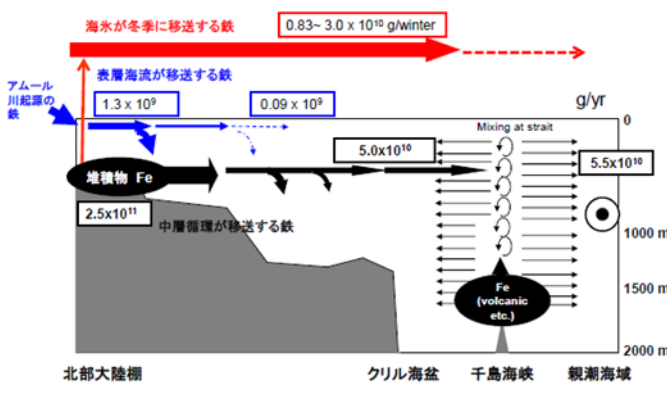 海氷が冬季に移送する鉄
0.83~ 3.0 x 10¹⁰ g/winter
表層海流が移送する鉄
アムール
川起源の
鉄
1.3 x 10⁹
0.09 x 10⁹
g/yr
0
Mixing at strait
5.0x10¹⁰
5.5x10¹⁰
堆積物 Fe
2.5x10¹¹
中層循環が移送する鉄
1000 m
Fe
(volcanic
etc.)
1500 m
2000 m
北部大陸棚
クリル海盆
千島海峡
親潮海域